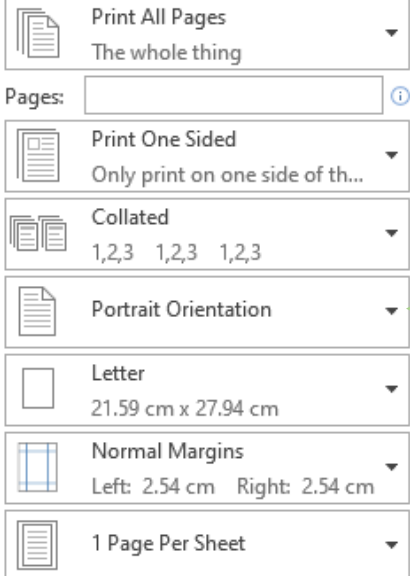 Print All Pages
The whole thing
Pages:
Print One Sided
Only print on one side of th...
Collated
1,2,3 1,2,3 1,2,3
Portrait Orientation
Letter
21.59 cm x 27.94 cm
Normal Margins
Left: 2.54 cm Right: 2.54 cm
1 Page Per Sheet